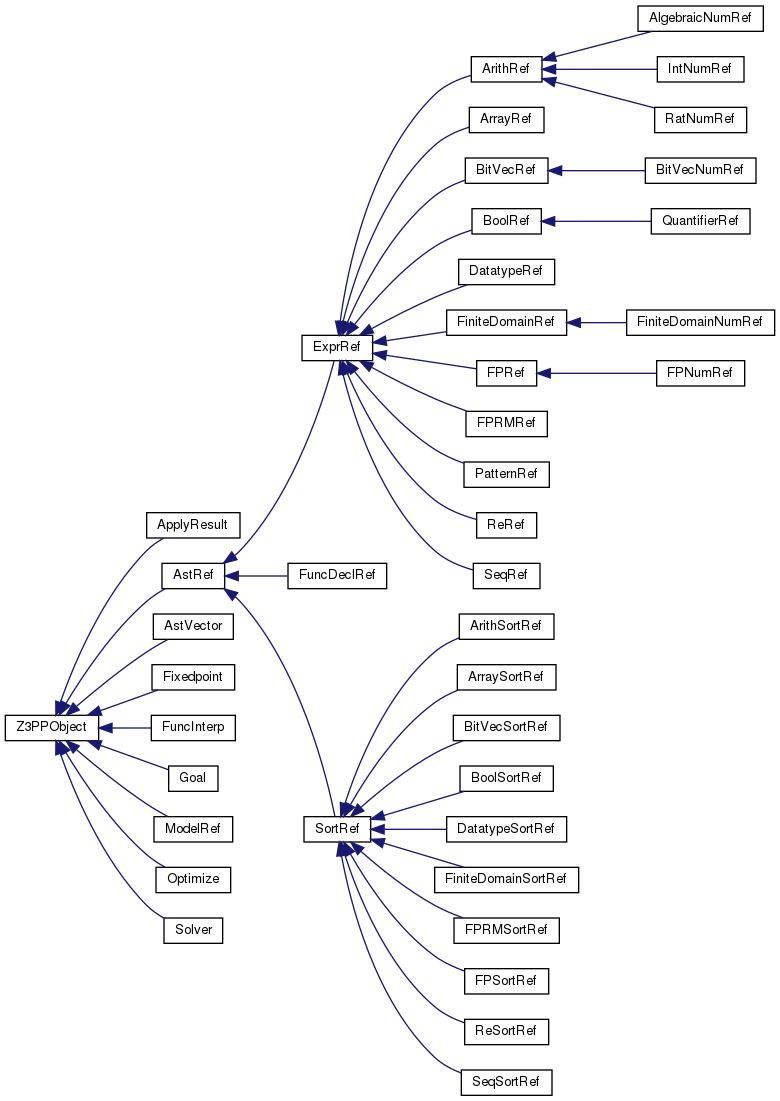 AlgebraicNumRef
ArithRef
IntNumRef
ArrayRef
RatNumRef
BitVecRef
BitVecNumRef
BoolRef
QuantifierRef
DatatypeRef
FiniteDomainRef
FiniteDomainNumRef
ExprRef
FPRef
FPNumRef
FPRMRef
PatternRef
ApplyResult
ReRef
AstRef
FuncDeclRef
SeqRef
AstVector
ArithSortRef
Fixedpoint
ArraySortRef
Z3PPObject
FuncInterp
BitVecSortRef
Goal
BoolSortRef
ModelRef
SortRef
DatatypeSortRef
Optimize
FiniteDomainSortRef
Solver
FPRMSortRef
FPSortRef
ReSortRef
SeqSortRef